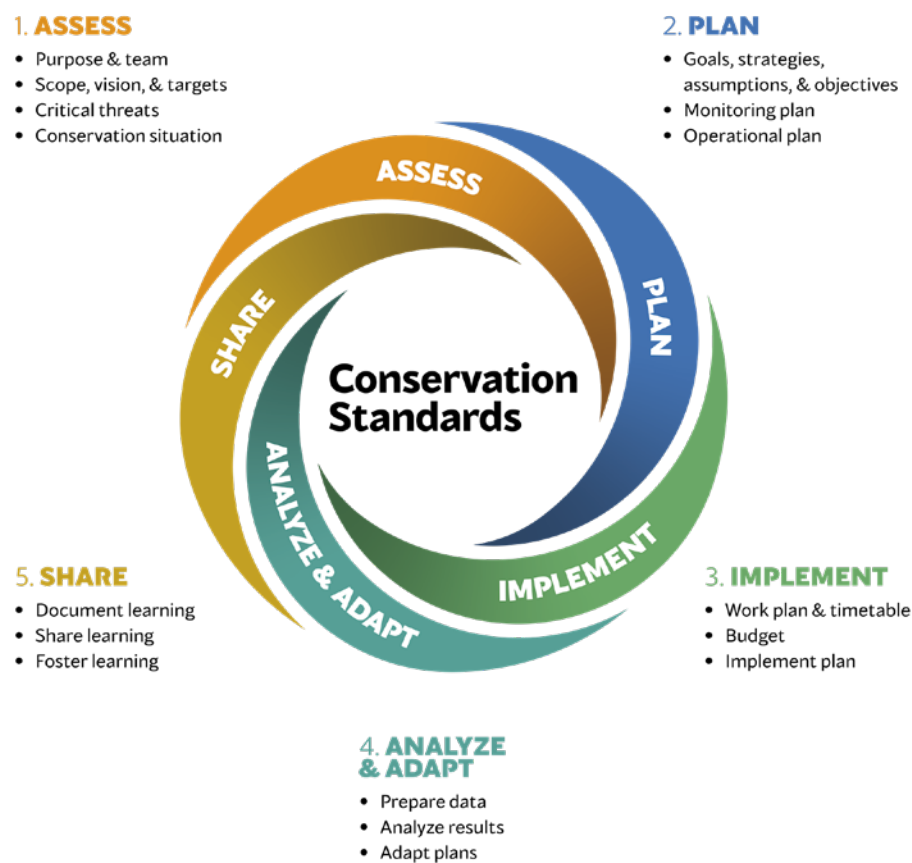 1. ASSESS
• Purpose & team
• Scope, vision, & targets
• Critical threats
• Conservation situation
2. PLAN
• Goals, strategies,
assumptions, & objectives
• Monitoring plan
• Operational plan
ASSESS
PLAN
SHARE
Conservation
Standards
ANALYZE & ADAPT
IMPLEMENT
5. SHARE
• Document learning
• Share learning
• Foster learning
3. IMPLEMENT
• Work plan & timetable
• Budget
• Implement plan
4. ANALYZE
& ADAPT
• Prepare data
• Analyze results
• Adapt plans